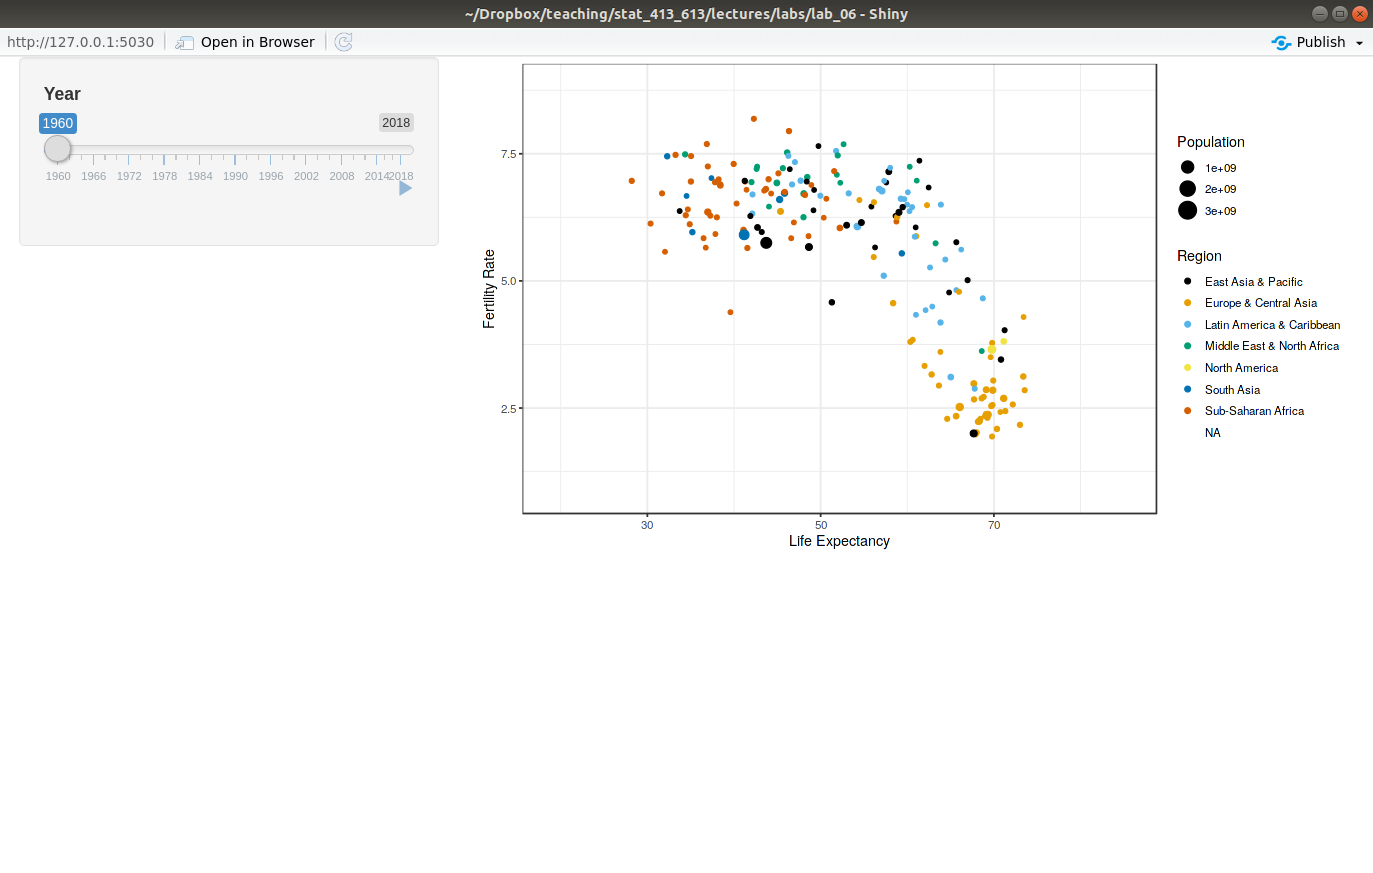 ~/Dropbox/teaching/stat_413_613/lectures/labs/lab_06 - Shiny
http://127.0.0.1:5030 Open in Browser Publish
Year
1960 2018
1960 1966 1972 1978 1984 1990 1996 2002 2008 2014 2018
7.5
5.0
2.5
Fertility Rate
30 50 70
Life Expectancy
Population
1e+09
2e+09
3e+09
Region
East Asia & Pacific
Europe & Central Asia
Latin America & Caribbean
Middle East & North Africa
North America
South Asia
Sub-Saharan Africa
NA